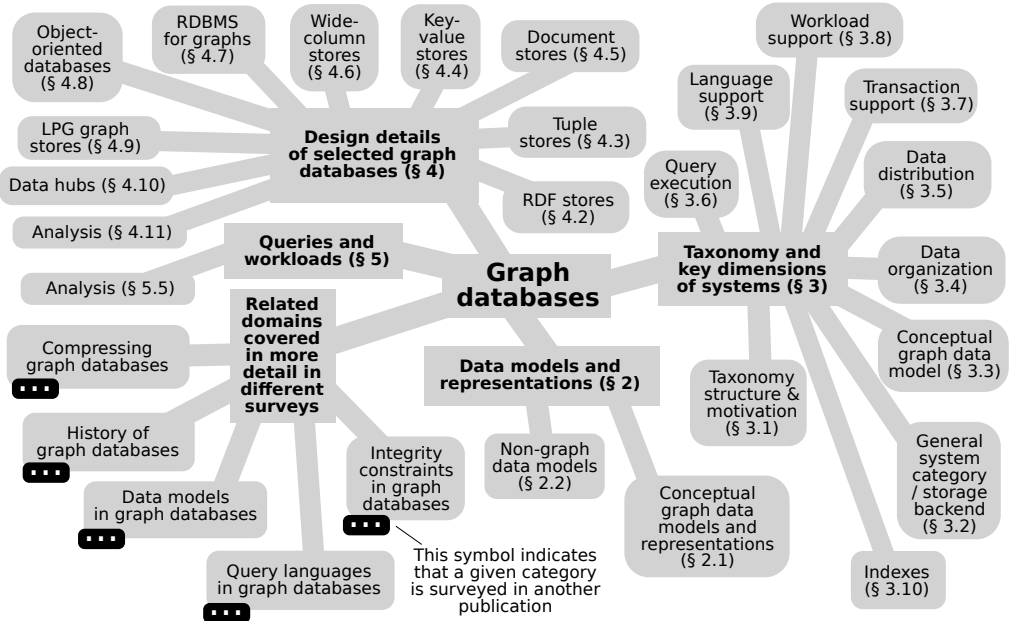 Object-
oriented
databases
(§ 4.8)
RDBMS
for graphs
(§ 4.7)
Wide-
column
stores
(§ 4.6)
Key-
value
stores
(§ 4.4)
Document
stores (§ 4.5)
Workload
support (§ 3.8)
Language
support
(§ 3.9)
Transaction
support (§ 3.7)
LPG graph
stores (§ 4.9)
Design details
of selected graph
databases (§ 4)
Tuple
stores (§ 4.3)
Query
execution
(§ 3.6)
Data
distribution
(§ 3.5)
Data hubs (§ 4.10)
RDF stores
(§ 4.2)
Analysis (§ 4.11)
Queries and
workloads (§ 5)
Graph
databases
Taxonomy and
key dimensions
of systems (§ 3)
Data
organization
(§ 3.4)
Analysis (§ 5.5)
Related
domains
covered
in more
detail in
different
surveys
Compressing
graph databases
...
Data models and
representations (§ 2)
Taxonomy
structure &
motivation
(§ 3.1)
Conceptual
graph data
model (§ 3.3)
History of
graph databases
...
Integrity
constraints
in graph
databases
...
Non-graph
data models
(§ 2.2)
General
system
category
/ storage
backend
(§ 3.2)
Data models
in graph databases
...
Conceptual
graph data
models and
representations
(§ 2.1)
Query languages
in graph databases
...
This symbol indicates
that a given category
is surveyed in another
publication
Indexes
(§ 3.10)